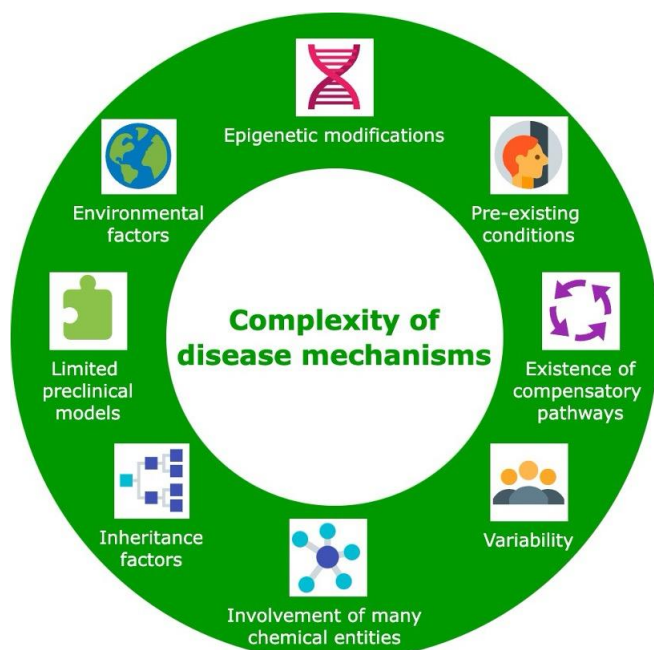 Complexity of
disease mechanisms
Epigenetic modifications
Pre-existing
conditions
Existence of
compensatory
pathways
Variability
Involvement of many
chemical entities
Inheritance
factors
Limited
preclinical
models
Environmental
factors